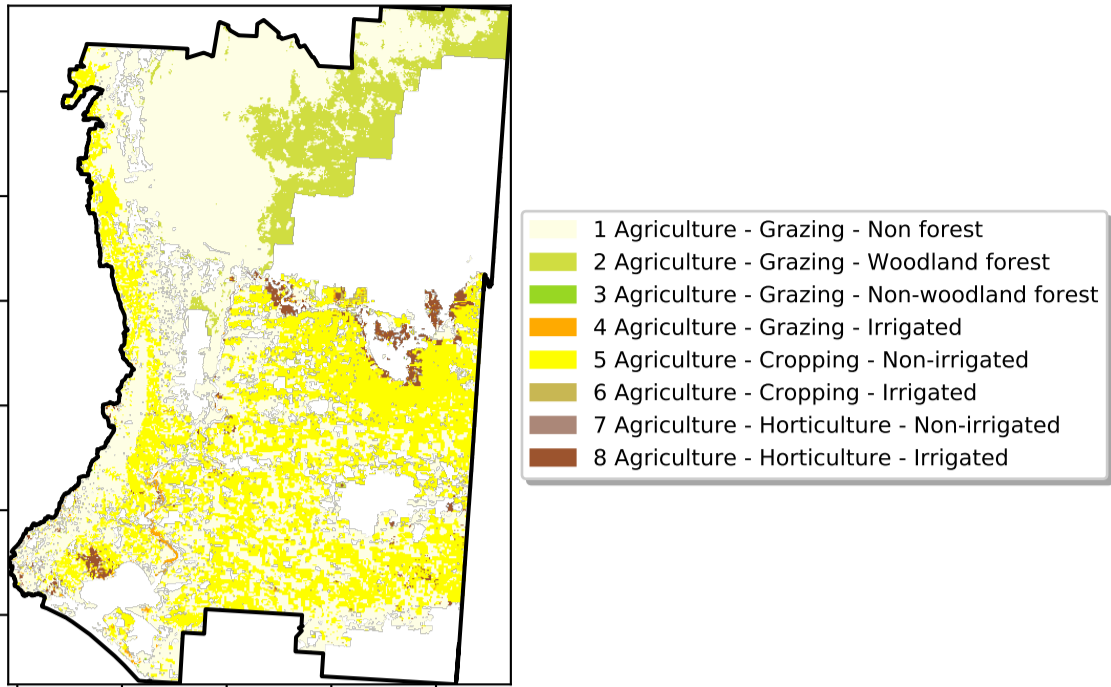 1 Agriculture - Grazing - Non forest
2 Agriculture - Grazing - Woodland forest
3 Agriculture - Grazing - Non-woodland forest
4 Agriculture - Grazing - Irrigated
5 Agriculture - Cropping - Non-irrigated
6 Agriculture - Cropping - Irrigated
7 Agriculture - Horticulture - Non-irrigated
8 Agriculture - Horticulture - Irrigated